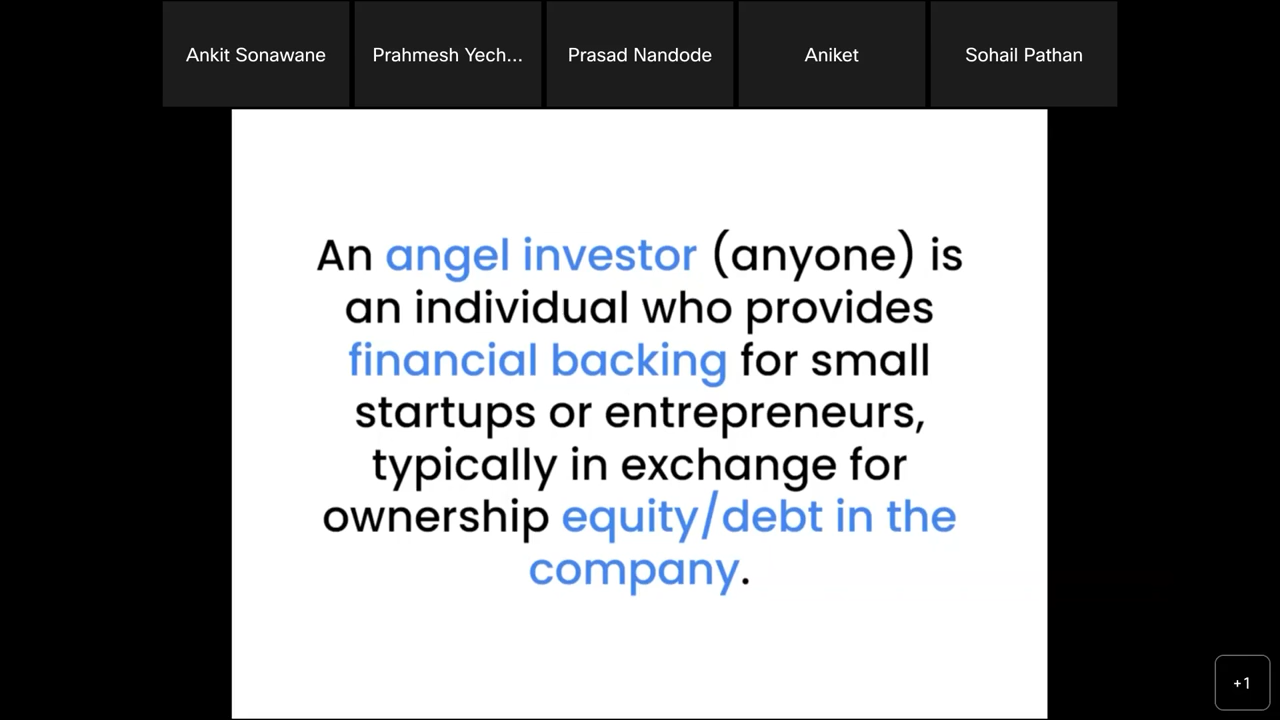 Ankit Sonawane
Prahmesh Yech...
Prasad Nandode
Aniket
Sohail Pathan
An angel investor (anyone) is
an individual who provides
financial backing for small
startups or entrepreneurs,
typically in exchange for
ownership equity/debt in the
company.
+1